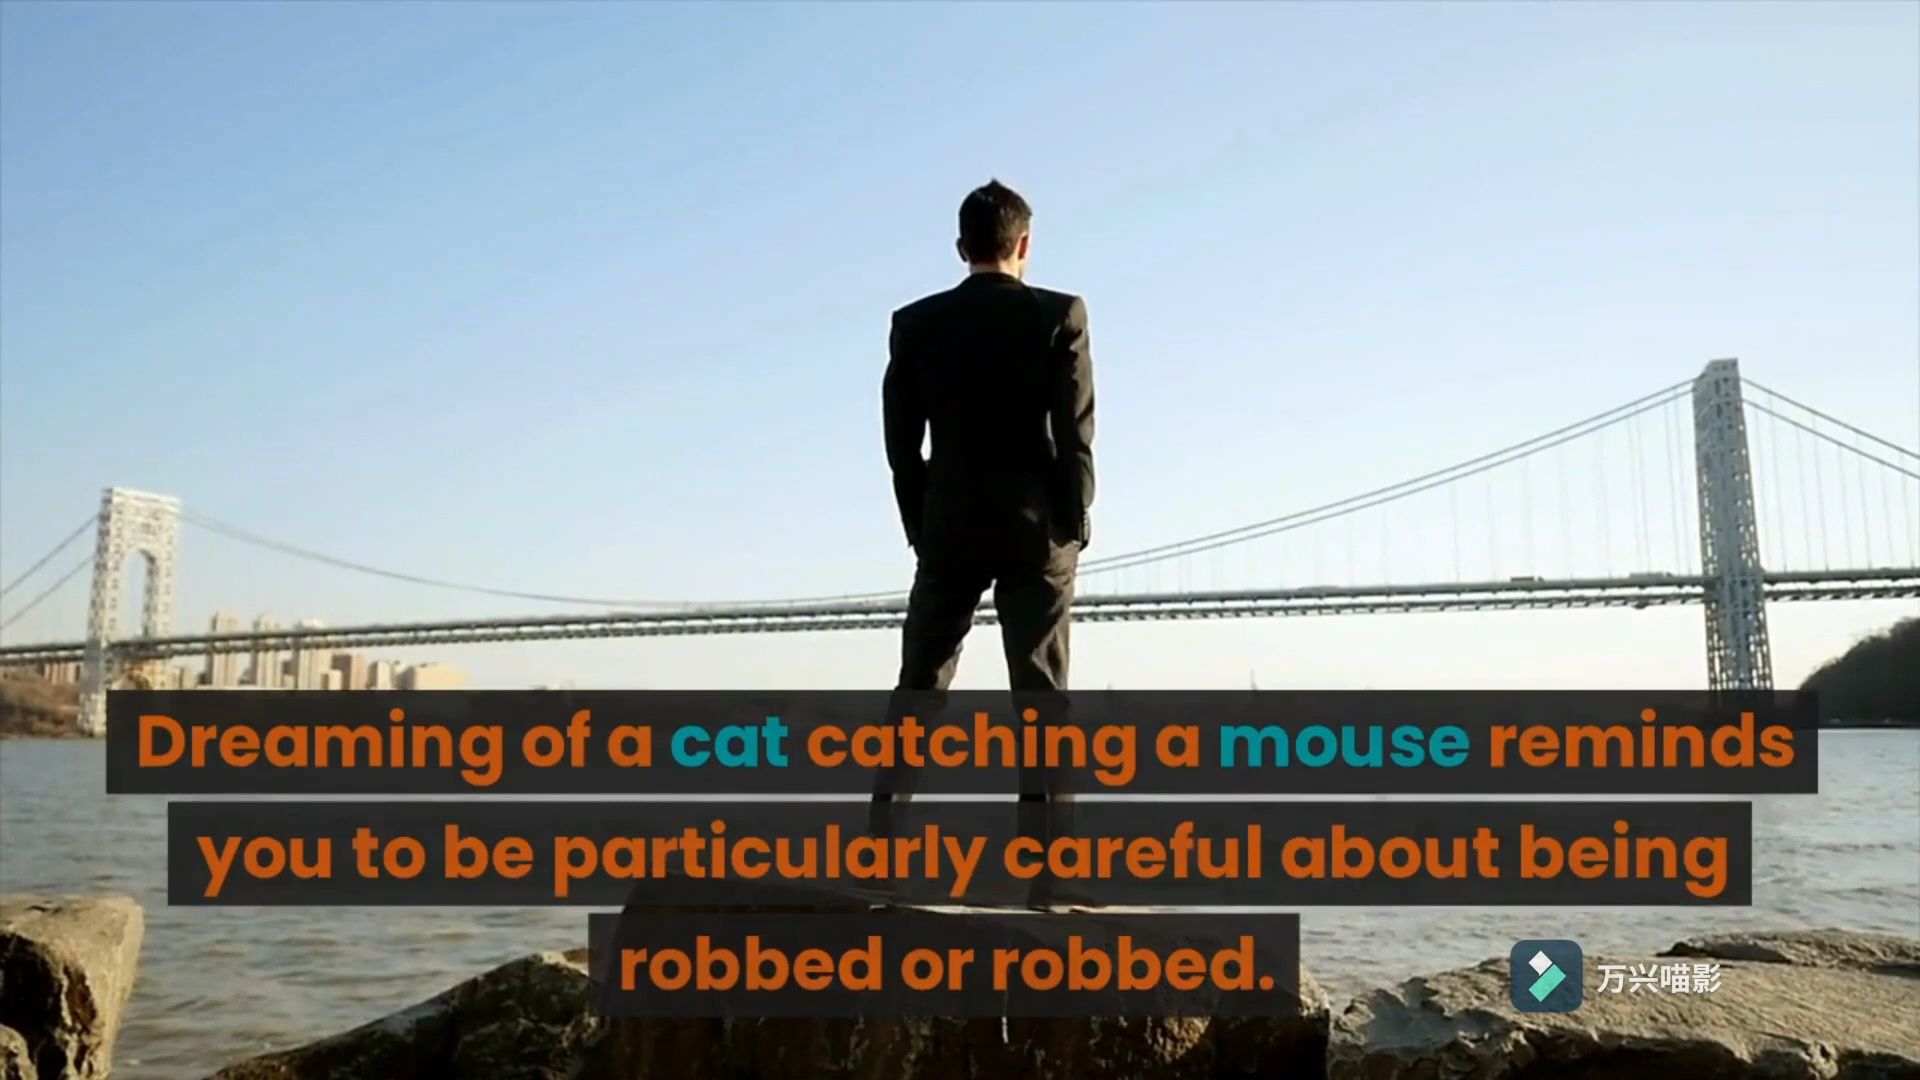 Dreaming of a cat catching a mouse reminds
you to be particularly careful about being
robbed or robbed.
万兴喵影